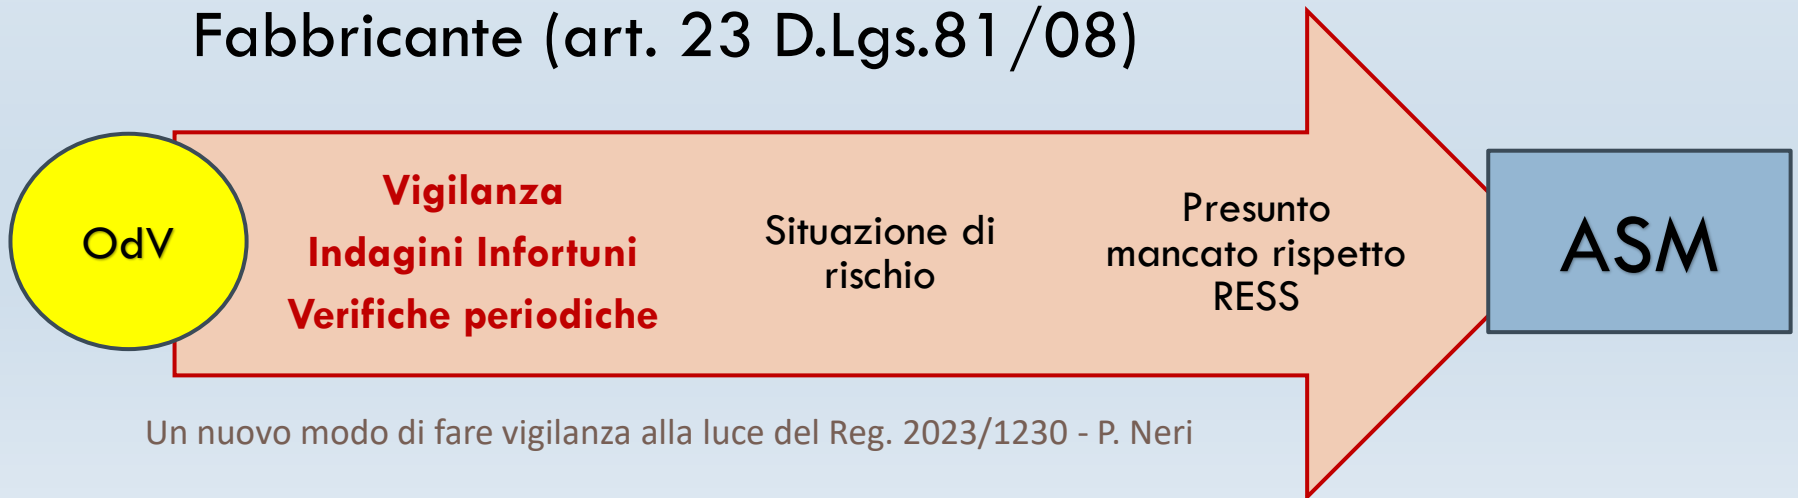 Fabbricante (art. 23 D.Lgs.81/08)
OdV
Vigilanza
Indagini Infortuni
Verifiche periodiche
Situazione di
rischio
Presunto
mancato rispetto
RESS
ASM
Un nuovo modo di fare vigilanza alla luce del Reg. 2023/1230 - P. Neri